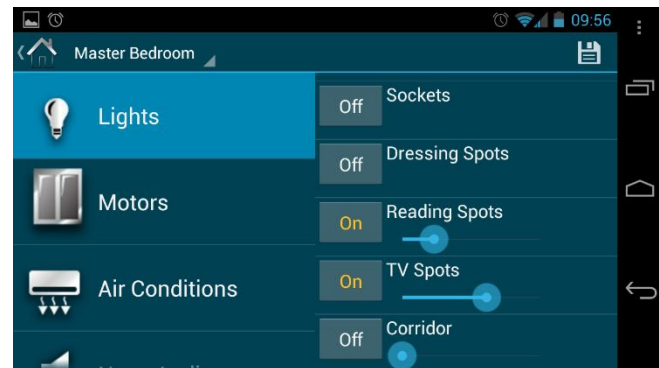 09:56
Master Bedroom
Lights
Motors
Air Conditions
Off Sockets
Off Dressing Spots
On Reading Spots
On TV Spots
Off Corridor